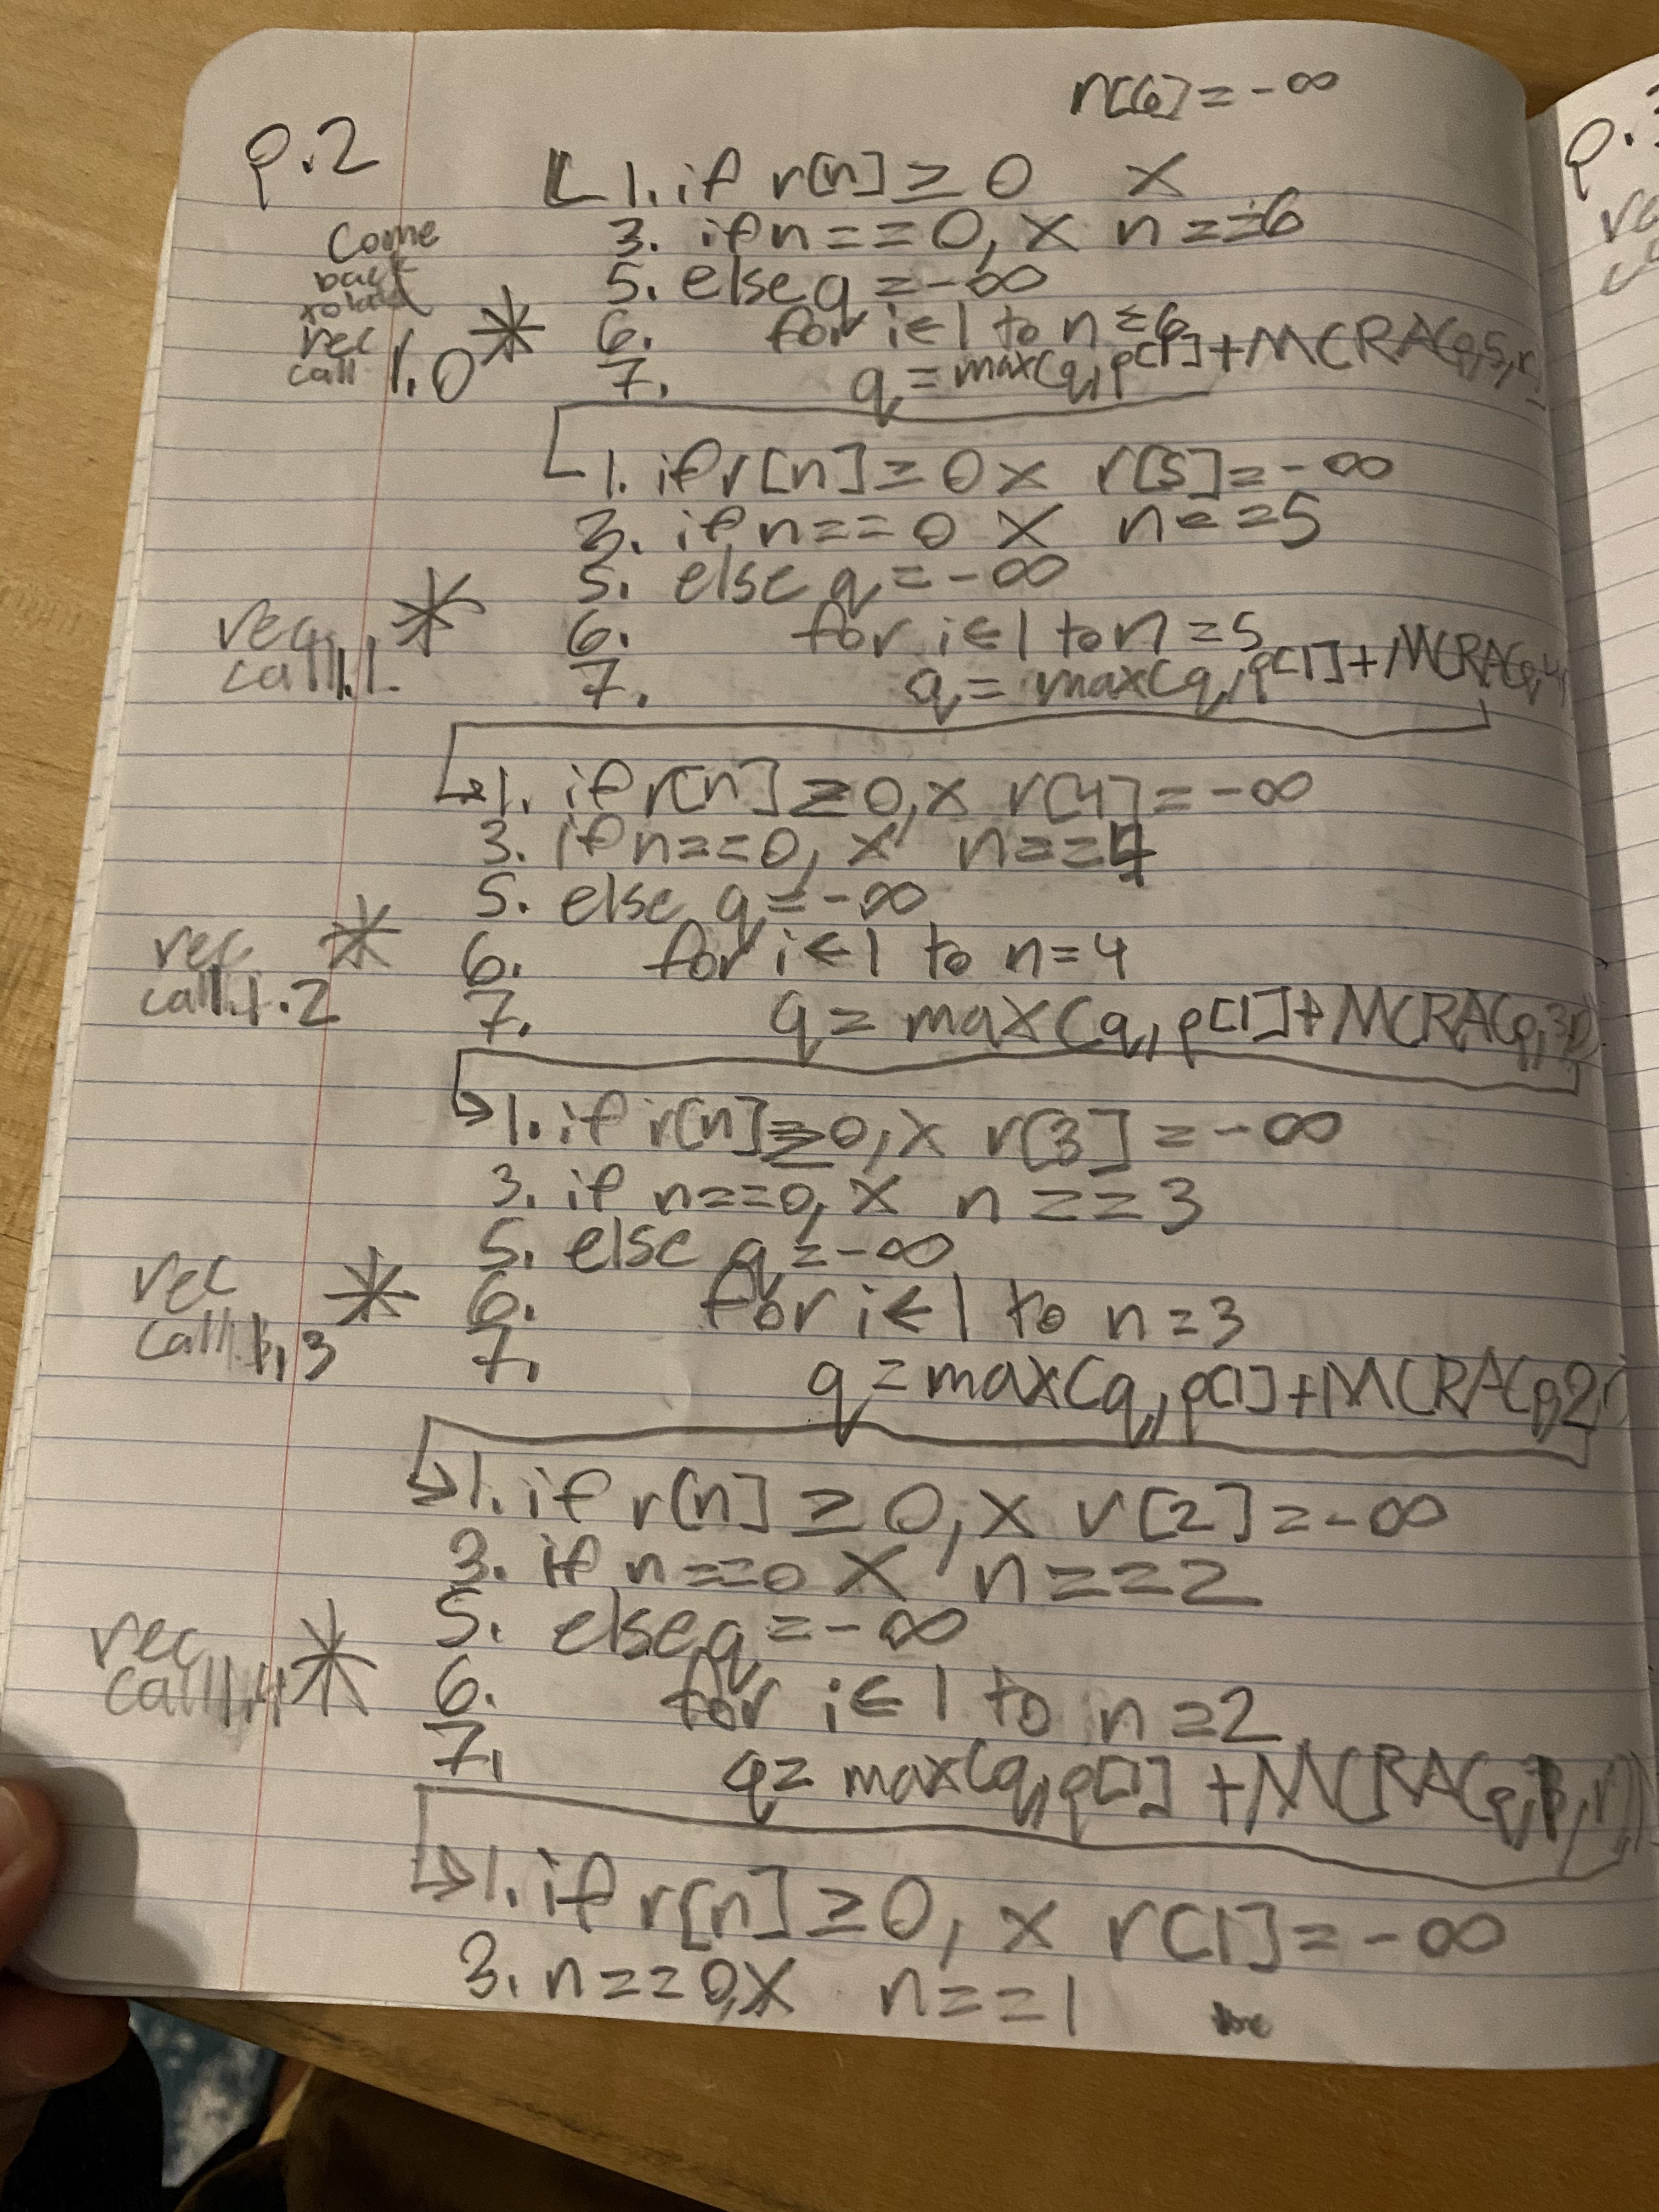 r[6] = -∞
p.2
1. if r[n] ≥ 0 X
3. if n == 0, X n == 6
5. else q = -∞
Come
back
to
rec
call 1.0 *
6. for i ← 1 to n = 6
7. q = max(q, p[1] + MCRA(p,5,r)
1. if r[n] ≥ 0 X r[5] = -∞
3. if n == 0 X n == 5
5. else q = -∞
rec
call 1.1 *
6. for i ← 1 to n = 5
7. q = max(q, p[1] + MCRA(p,4,
→1. if r[n] ≥ 0, X r[4] = -∞
3. if n == 0, X n == 4
5. else q = -∞
rec
call 1.2 *
6. for i ← 1 to n = 4
7. q = max(q, p[1] + MCRA(p,3,r)
→1. if r[n] ≥ 0, X r[3] = -∞
3. if n == 0, X n == 3
5. else q = -∞
rec
call 1.3 *
6. for i ← 1 to n = 3
7. q = max(q, p[1] + MCRA(p,2,r)
→1. if r[n] ≥ 0, X r[2] = -∞
3. if n == 0 X n == 2
5. else q = -∞
rec
call 1.4 *
6. for i ← 1 to n = 2
7. q = max(q, p[1] + MCRA(p,1,r))
→1. if r[n] ≥ 0, X r[1] = -∞
3. n == 0, X n == 1